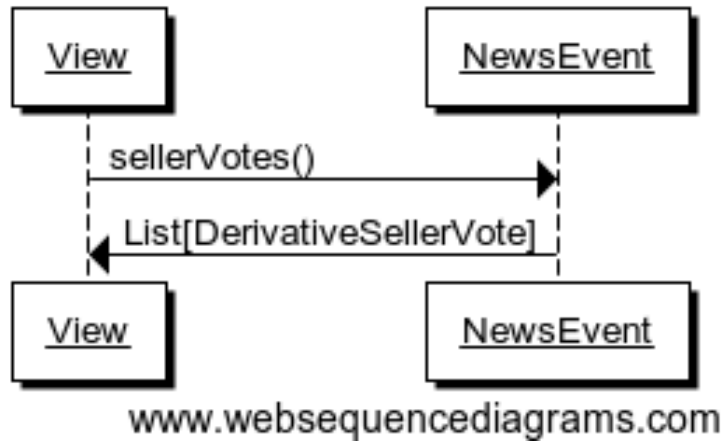 View NewsEvent
sellerVotes()
List[DerivativeSellerVote]
View NewsEvent
www.websequencediagrams.com